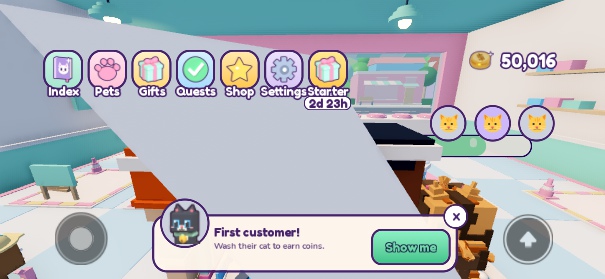 50,016
Index Pets Gifts Quests Shop Settings Starter
2d 23h
First customer!
Wash their cat to earn coins.
Show me